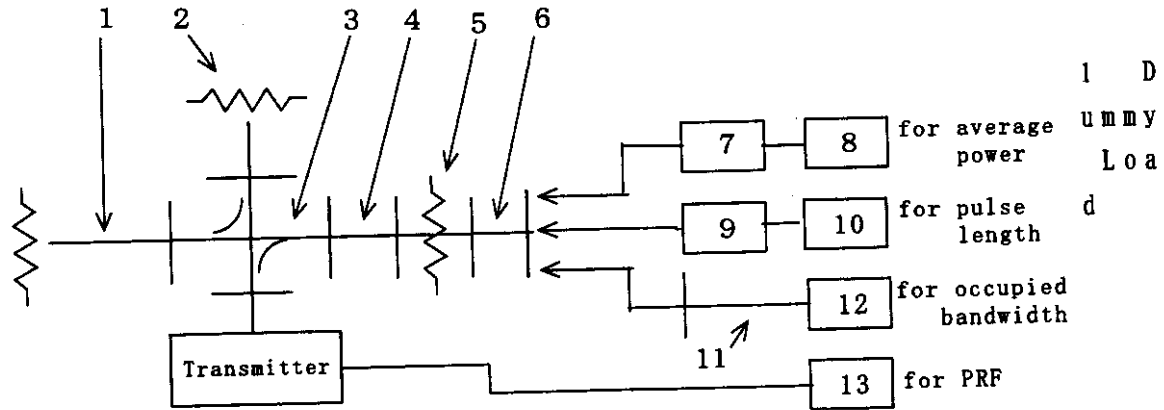 1 2 3 4 5 6
1 D
ummy
Loa
d
7 8 for average
power
9 10 for pulse
length
12 for occupied
bandwidth
11
Transmitter
13 for PRF